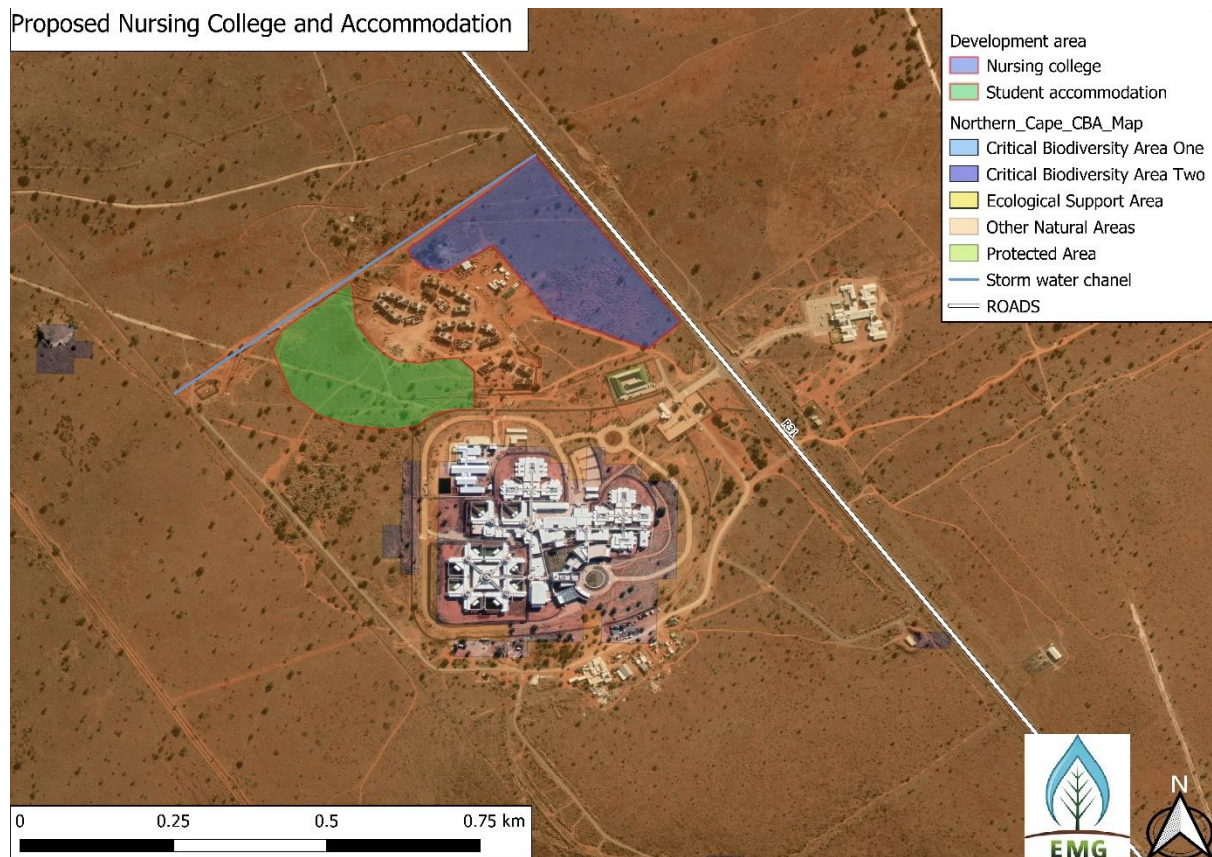 Proposed Nursing College and Accommodation
Development area
Nursing college
Student accommodation
Northern_Cape_CBA_Map
Critical Biodiversity Area One
Critical Biodiversity Area Two
Ecological Support Area
Other Natural Areas
Protected Area
Storm water chanel
ROADS
R31
0 0.25 0.5 0.75 km
EMG
N